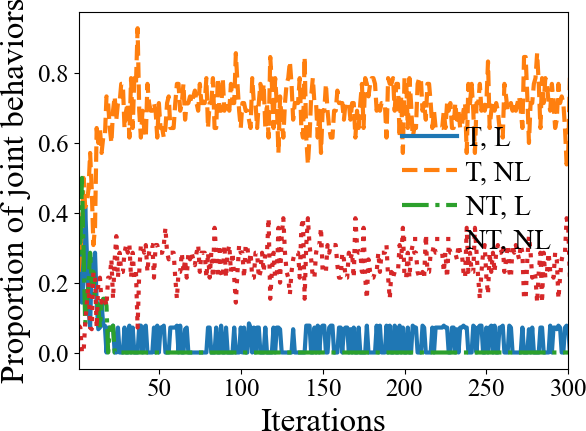 Proportion of joint behaviors
0.8
0.6
0.4
0.2
0.0
T, L
T, NL
NT, L
NT, NL
50 100 150 200 250 300
Iterations